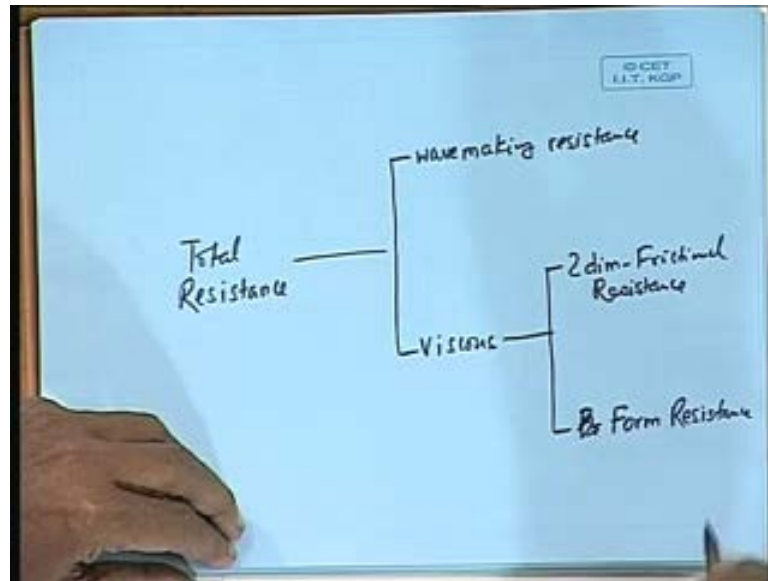 © CET
I.I.T. KGP
wavemaking resistance
Total
Resistance
2 dim-Frictional
Resistance
Viscous
Form Resistance